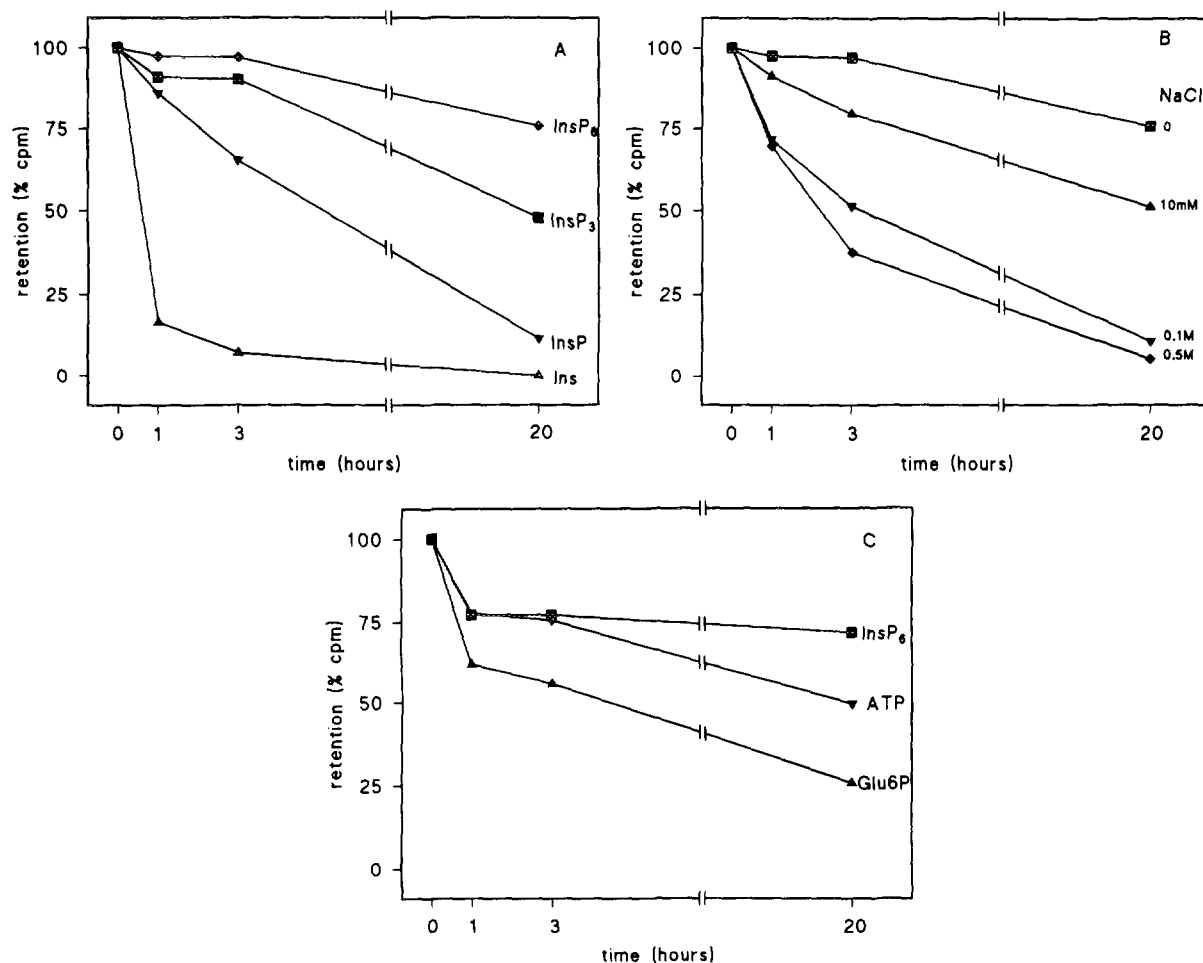 A
100
75
50
25
0
retention (% cpm)
InsP₆
InsP₃
InsP
Ins
0 1 3 20
time (hours)
B
NaCl
100
75
50
25
0
retention (% cpm)
0
10mM
0.1M
0.5M
0 1 3 20
time (hours)
C
100
75
50
25
0
retention (% cpm)
InsP₆
ATP
Glu6P
0 1 3 20
time (hours)